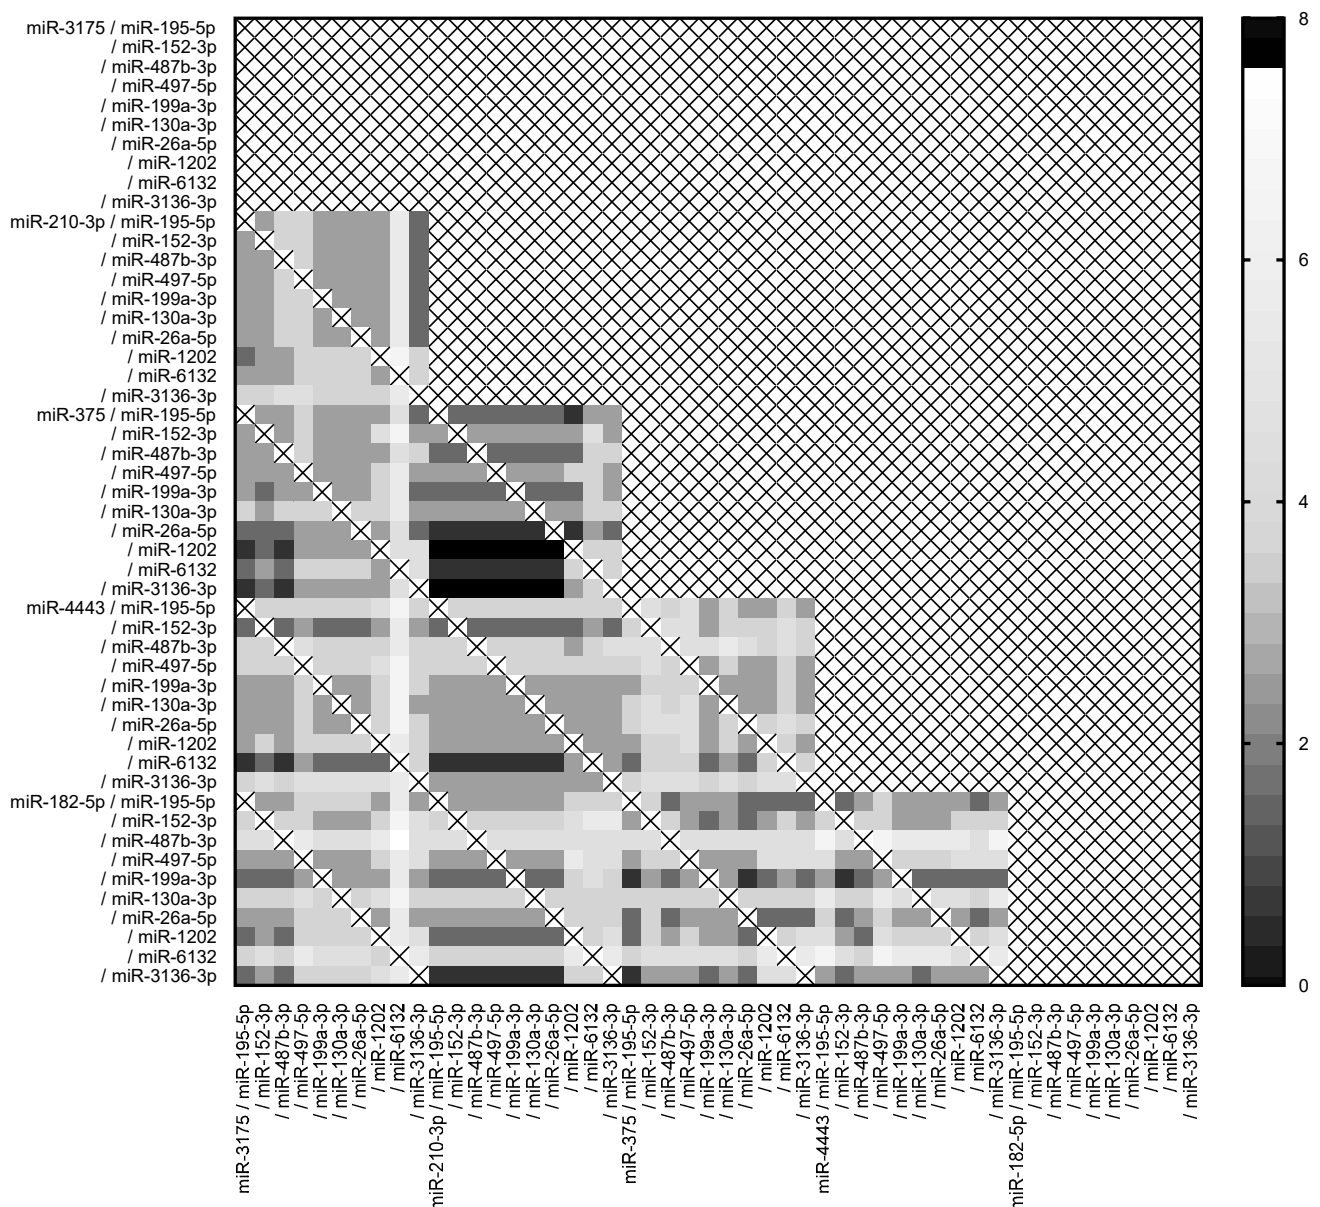 miR-3175 / miR-195-5p
/ miR-152-3p
/ miR-487b-3p
/ miR-497-5p
/ miR-199a-3p
/ miR-130a-3p
/ miR-26a-5p
/ miR-1202
/ miR-6132
/ miR-3136-3p
miR-210-3p / miR-195-5p
/ miR-152-3p
/ miR-487b-3p
/ miR-497-5p
/ miR-199a-3p
/ miR-130a-3p
/ miR-26a-5p
/ miR-1202
/ miR-6132
/ miR-3136-3p
miR-375 / miR-195-5p
/ miR-152-3p
/ miR-487b-3p
/ miR-497-5p
/ miR-199a-3p
/ miR-130a-3p
/ miR-26a-5p
/ miR-1202
/ miR-6132
/ miR-3136-3p
miR-4443 / miR-195-5p
/ miR-152-3p
/ miR-487b-3p
/ miR-497-5p
/ miR-199a-3p
/ miR-130a-3p
/ miR-26a-5p
/ miR-1202
/ miR-6132
/ miR-3136-3p
miR-182-5p / miR-195-5p
/ miR-152-3p
/ miR-487b-3p
/ miR-497-5p
/ miR-199a-3p
/ miR-130a-3p
/ miR-26a-5p
/ miR-1202
/ miR-6132
/ miR-3136-3p
8
6
4
2
0
miR-3175 / miR-195-5p
/ miR-152-3p
/ miR-487b-3p
/ miR-497-5p
/ miR-199a-3p
/ miR-130a-3p
/ miR-26a-5p
/ miR-1202
/ miR-6132
/ miR-3136-3p
miR-210-3p / miR-195-5p
/ miR-152-3p
/ miR-487b-3p
/ miR-497-5p
/ miR-199a-3p
/ miR-130a-3p
/ miR-26a-5p
/ miR-1202
/ miR-6132
/ miR-3136-3p
miR-375 / miR-195-5p
/ miR-152-3p
/ miR-487b-3p
/ miR-497-5p
/ miR-199a-3p
/ miR-130a-3p
/ miR-26a-5p
/ miR-1202
/ miR-6132
/ miR-3136-3p
miR-4443 / miR-195-5p
/ miR-152-3p
/ miR-487b-3p
/ miR-497-5p
/ miR-199a-3p
/ miR-130a-3p
/ miR-26a-5p
/ miR-1202
/ miR-6132
/ miR-3136-3p
miR-182-5p / miR-195-5p
/ miR-152-3p
/ miR-487b-3p
/ miR-497-5p
/ miR-199a-3p
/ miR-130a-3p
/ miR-26a-5p
/ miR-1202
/ miR-6132
/ miR-3136-3p